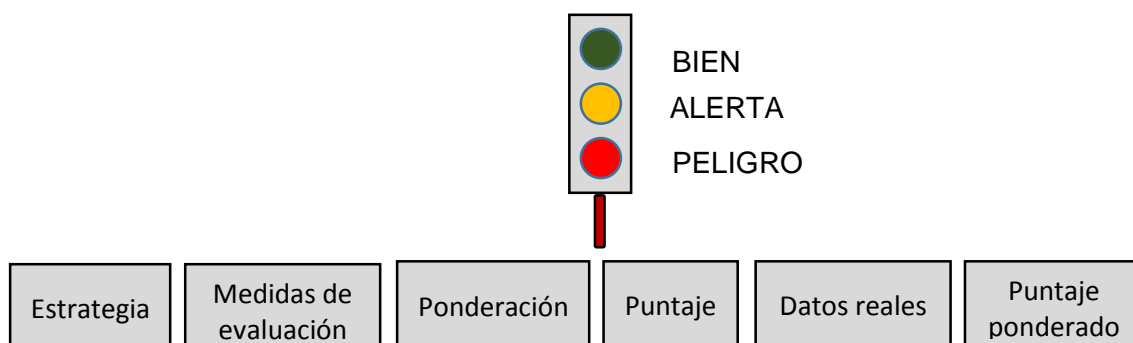 BIEN
ALERTA
PELIGRO
Estrategia
Medidas de
evaluación
Ponderación
Puntaje
Datos reales
Puntaje
ponderado